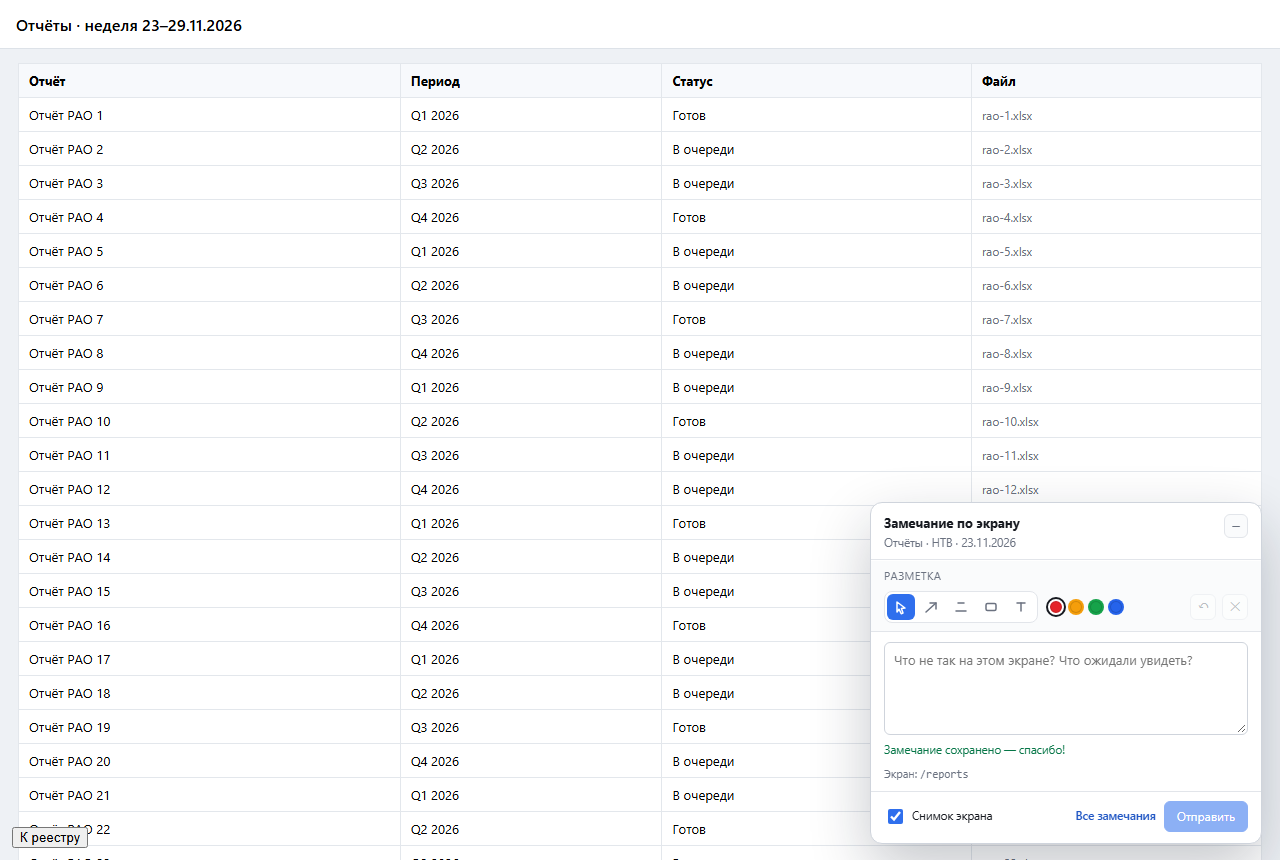 Отчёты · неделя 23–29.11.2026
Отчёт Период Статус Файл
Отчёт РАО 1 Q1 2026 Готов rao-1.xlsx
Отчёт РАО 2 Q2 2026 В очереди rao-2.xlsx
Отчёт РАО 3 Q3 2026 В очереди rao-3.xlsx
Отчёт РАО 4 Q4 2026 Готов rao-4.xlsx
Отчёт РАО 5 Q1 2026 В очереди rao-5.xlsx
Отчёт РАО 6 Q2 2026 В очереди rao-6.xlsx
Отчёт РАО 7 Q3 2026 Готов rao-7.xlsx
Отчёт РАО 8 Q4 2026 В очереди rao-8.xlsx
Отчёт РАО 9 Q1 2026 В очереди rao-9.xlsx
Отчёт РАО 10 Q2 2026 Готов rao-10.xlsx
Отчёт РАО 11 Q3 2026 В очереди rao-11.xlsx
Отчёт РАО 12 Q4 2026 В очереди rao-12.xlsx
Отчёт РАО 13 Q1 2026 Готов
Отчёт РАО 14 Q2 2026 В очереди
Отчёт РАО 15 Q3 2026 В очереди
Отчёт РАО 16 Q4 2026 Готов
Отчёт РАО 17 Q1 2026 В очереди
Отчёт РАО 18 Q2 2026 В очереди
Отчёт РАО 19 Q3 2026 Готов
Отчёт РАО 20 Q4 2026 В очереди
Отчёт РАО 21 Q1 2026 В очереди
22 Q2 2026 Готов
К реестру
Замечание по экрану
Отчёты · НТВ · 23.11.2026
РАЗМЕТКА
T
Что не так на этом экране? Что ожидали увидеть?
Замечание сохранено — спасибо!
Экран: /reports
Снимок экрана Все замечания Отправить